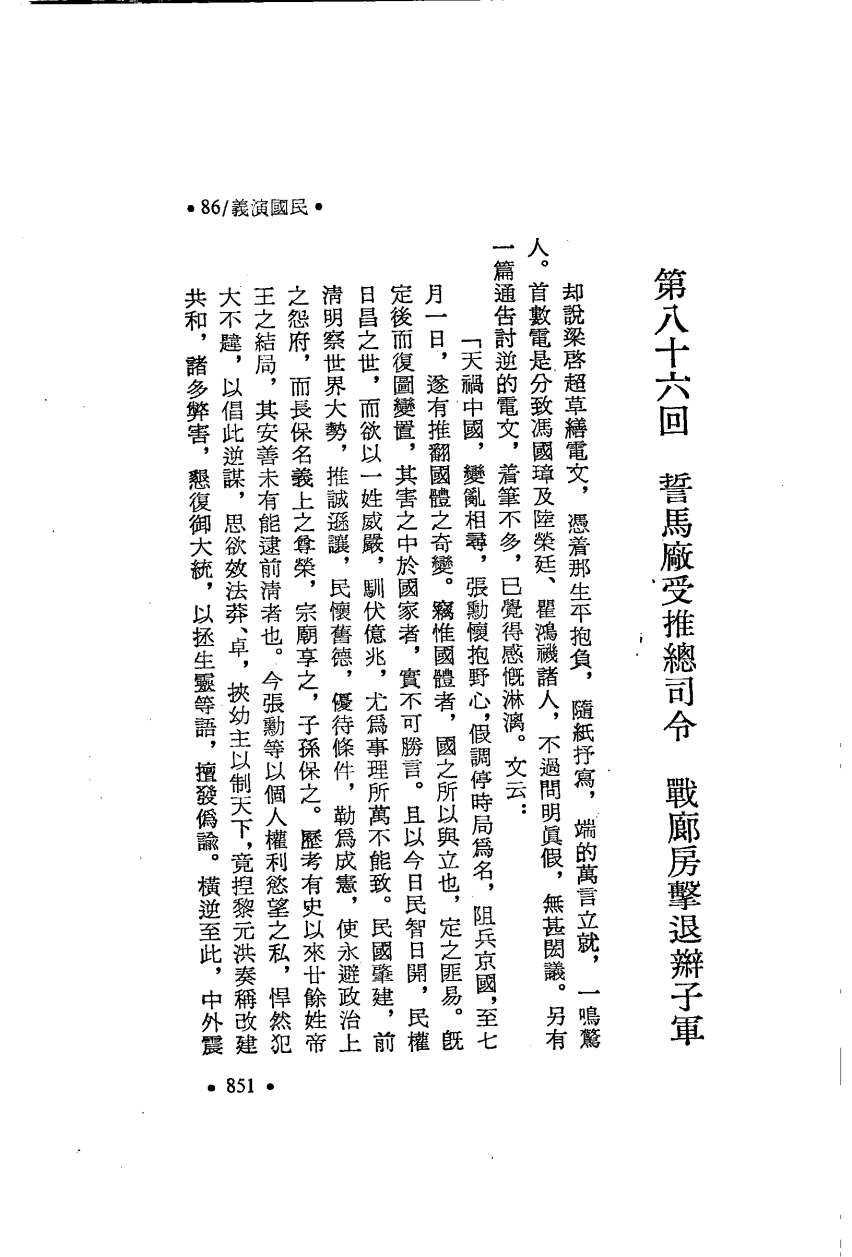 •86/義演國民•
第八十六回　誓馬廠受推總司令　戰廊房擊退辮子軍
却說梁啓超草繕電文，憑着那生平抱負，隨紙抒寫，端的萬言立就，一鳴驚
人。首數電是分致馮國璋及陸榮廷、瞿鴻禨諸人，不過問明眞假，無甚閎議。另有
一篇通告討逆的電文，着筆不多，已覺得感慨淋漓。文云：
「天禍中國，變亂相尋，張勳懷抱野心，假調停時局爲名，阻兵京國，至七
月一日，遂有推翻國體之奇變。竊惟國體者，國之所以與立也，定之匪易。旣
定後而復圖變置，其害之中於國家者，實不可勝言。且以今日民智日開，民權
日昌之世，而欲以一姓威嚴，馴伏億兆，尤爲事理所萬不能致。民國肇建，前
淸明察世界大勢，推誠遜讓，民懷舊德，優待條件，勒爲成憲，使永避政治上
之怨府，而長保名義上之尊榮，宗廟享之，子孫保之。歷考有史以來廿餘姓帝
王之結局，其安善未有能逮前淸者也。今張勳等以個人權利慾望之私，悍然犯
大不韙，以倡此逆謀，思欲效法莽、卓，挾幼主以制天下，竟捏黎元洪奏稱改建
共和，諸多弊害，懇復御大統，以拯生靈等語，擅發僞諭。橫逆至此，中外震
•851•